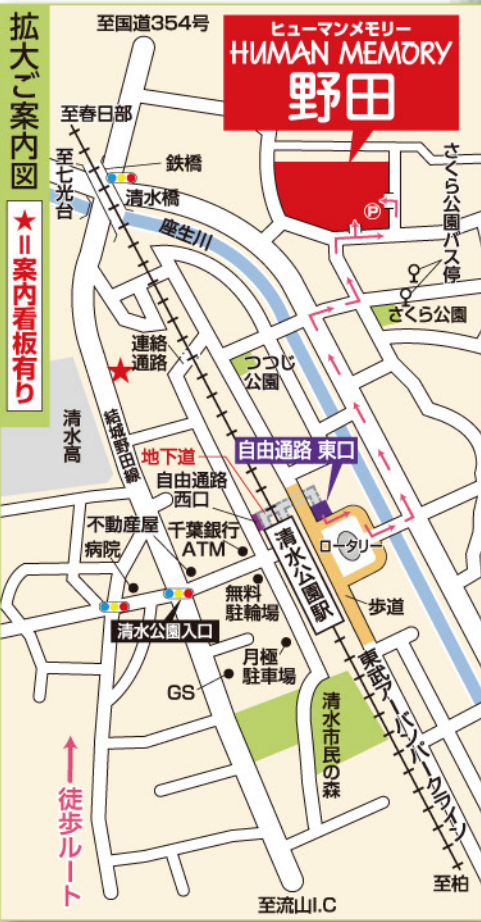 拡大ご案内図
★=案内看板有り
至国道354号
ヒューマンメモリー
HUMAN MEMORY
野田
至春日部
至七光台
鉄橋
清水橋
座生川
P
さくら公園バス停
さくら公園
連絡
通路
つつじ
公園
清水高
結城野田線
地下道
自由通路 東口
自由通路
西口
不動産屋
病院
千葉銀行
ATM
清水公園駅
ロータリー
無料
駐輪場
歩道
清水公園入口
月極
駐車場
GS
清水市民の森
東武アーバンパークライン
徒歩ルート
至柏
至流山I.C